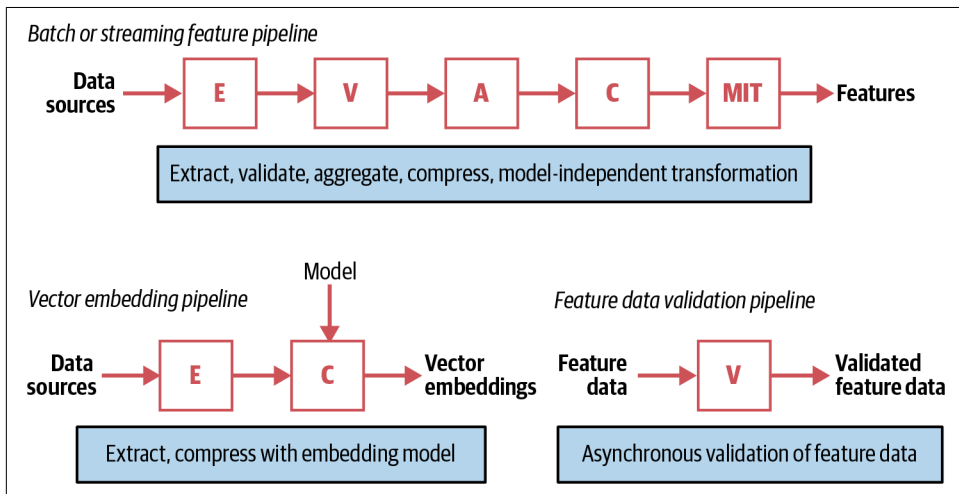 Batch or streaming feature pipeline
Data
sources
E
V
A
C
MIT
Features
Extract, validate, aggregate, compress, model-independent transformation
Model
Vector embedding pipeline
Data
sources
E
C
Vector
embeddings
Extract, compress with embedding model
Feature data validation pipeline
Feature
data
V
Validated
feature data
Asynchronous validation of feature data